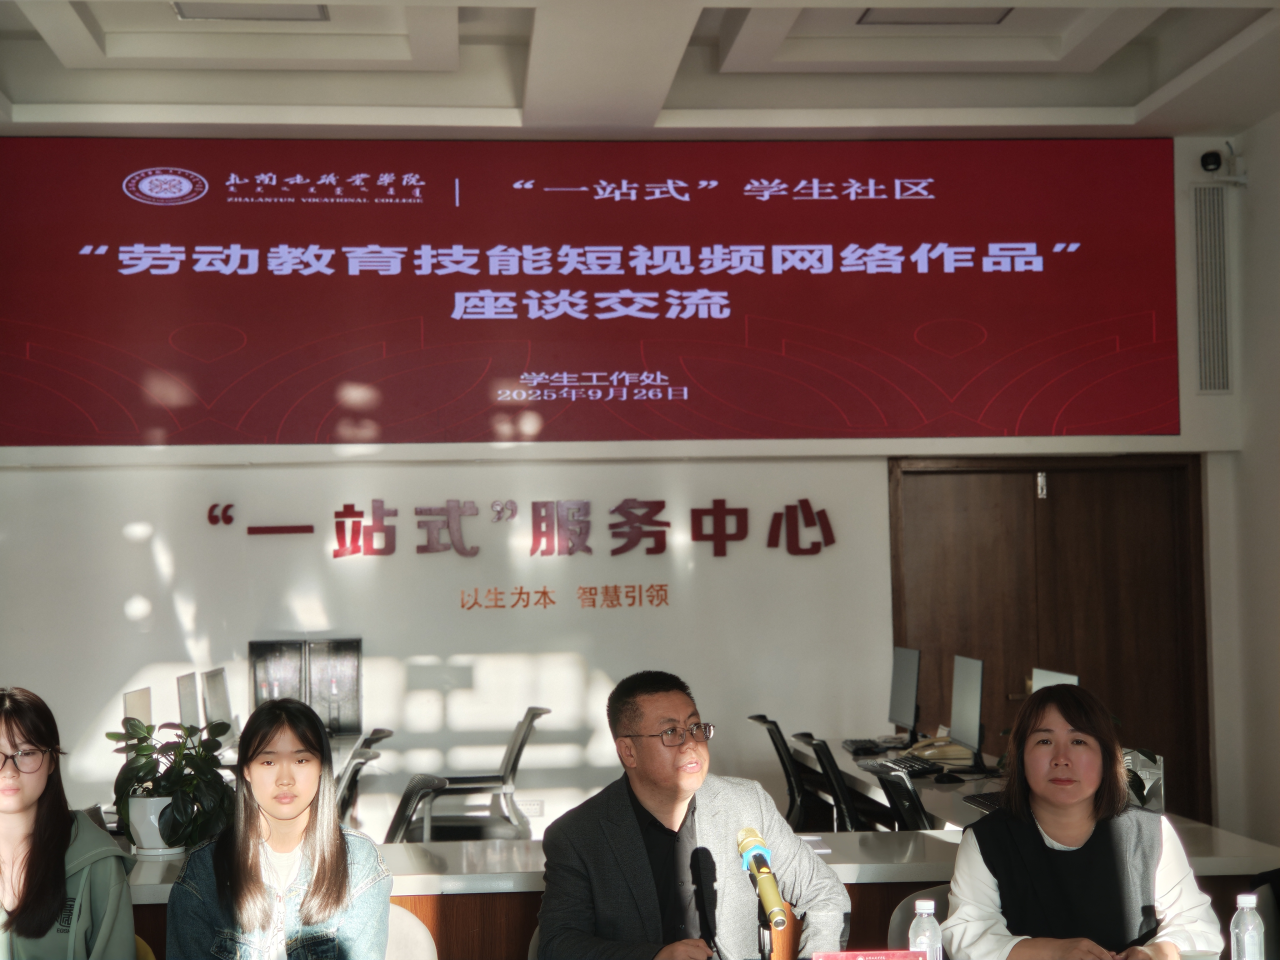 扎兰屯职业学院
ZHALANTUN VOCATIONAL COLLEGE
“一站式”学生社区
“劳动教育技能短视频网络作品”
座谈交流
学生工作处
2025年9月26日
“一站式”服务中心
以生为本 智慧引领